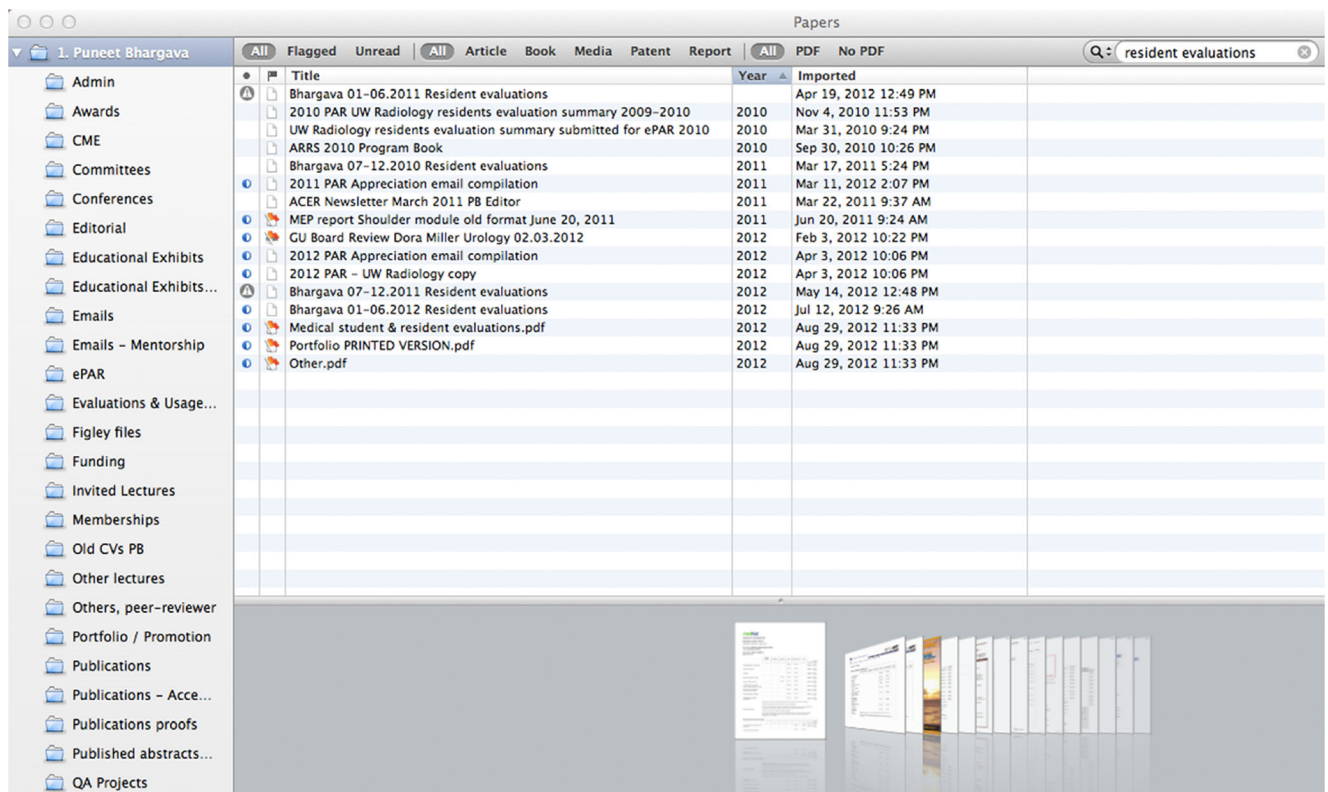 Papers
1. Puneet Bhargava
All Flagged Unread All Article Book Media Patent Report All PDF No PDF
resident evaluations
Admin
Awards
CME
Committees
Conferences
Editorial
Educational Exhibits
Educational Exhibits...
Emails
Emails – Mentorship
ePAR
Evaluations & Usage...
Figley files
Funding
Invited Lectures
Memberships
Old CVs PB
Other lectures
Others, peer-reviewer
Portfolio / Promotion
Publications
Publications – Acce...
Publications proofs
Published abstracts...
QA Projects
Title Year Imported
Bhargava 01-06.2011 Resident evaluations Apr 19, 2012 12:49 PM
2010 PAR UW Radiology residents evaluation summary 2009-2010 2010 Nov 4, 2010 11:53 PM
UW Radiology residents evaluation summary submitted for ePAR 2010 2010 Mar 31, 2010 9:24 PM
ARRS 2010 Program Book 2010 Sep 30, 2010 10:26 PM
Bhargava 07-12.2010 Resident evaluations 2011 Mar 17, 2011 5:24 PM
2011 PAR Appreciation email compilation 2011 Mar 11, 2012 2:07 PM
ACER Newsletter March 2011 PB Editor 2011 Mar 22, 2011 9:37 AM
MEP report Shoulder module old format June 20, 2011 2011 Jun 20, 2011 9:24 AM
GU Board Review Dora Miller Urology 02.03.2012 2012 Feb 3, 2012 10:22 PM
2012 PAR Appreciation email compilation 2012 Apr 3, 2012 10:06 PM
2012 PAR – UW Radiology copy 2012 Apr 3, 2012 10:06 PM
Bhargava 07-12.2011 Resident evaluations 2012 May 14, 2012 12:48 PM
Bhargava 01-06.2012 Resident evaluations 2012 Jul 12, 2012 9:26 AM
Medical student & resident evaluations.pdf 2012 Aug 29, 2012 11:33 PM
Portfolio PRINTED VERSION.pdf 2012 Aug 29, 2012 11:33 PM
Other.pdf 2012 Aug 29, 2012 11:33 PM